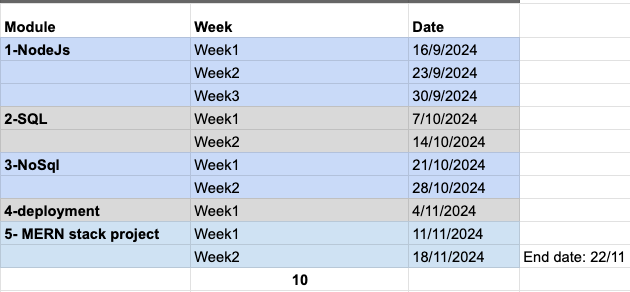 Module Week Date
1-NodeJs Week1 16/9/2024
Week2 23/9/2024
Week3 30/9/2024
2-SQL Week1 7/10/2024
Week2 14/10/2024
3-NoSql Week1 21/10/2024
Week2 28/10/2024
4-deployment Week1 4/11/2024
5- MERN stack project Week1 11/11/2024
Week2 18/11/2024 End date: 22/11
10